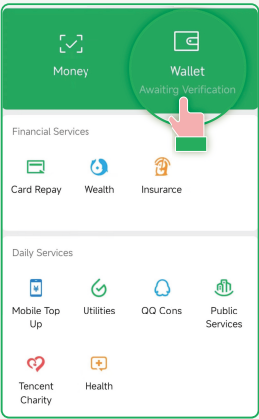 Money
Wallet
Awaiting Verification
Financial Services
Card Repay
Wealth
Insurance
Daily Services
Mobile Top
Up
Utilities
QQ Cons
Public
Services
Tencent
Charity
Health